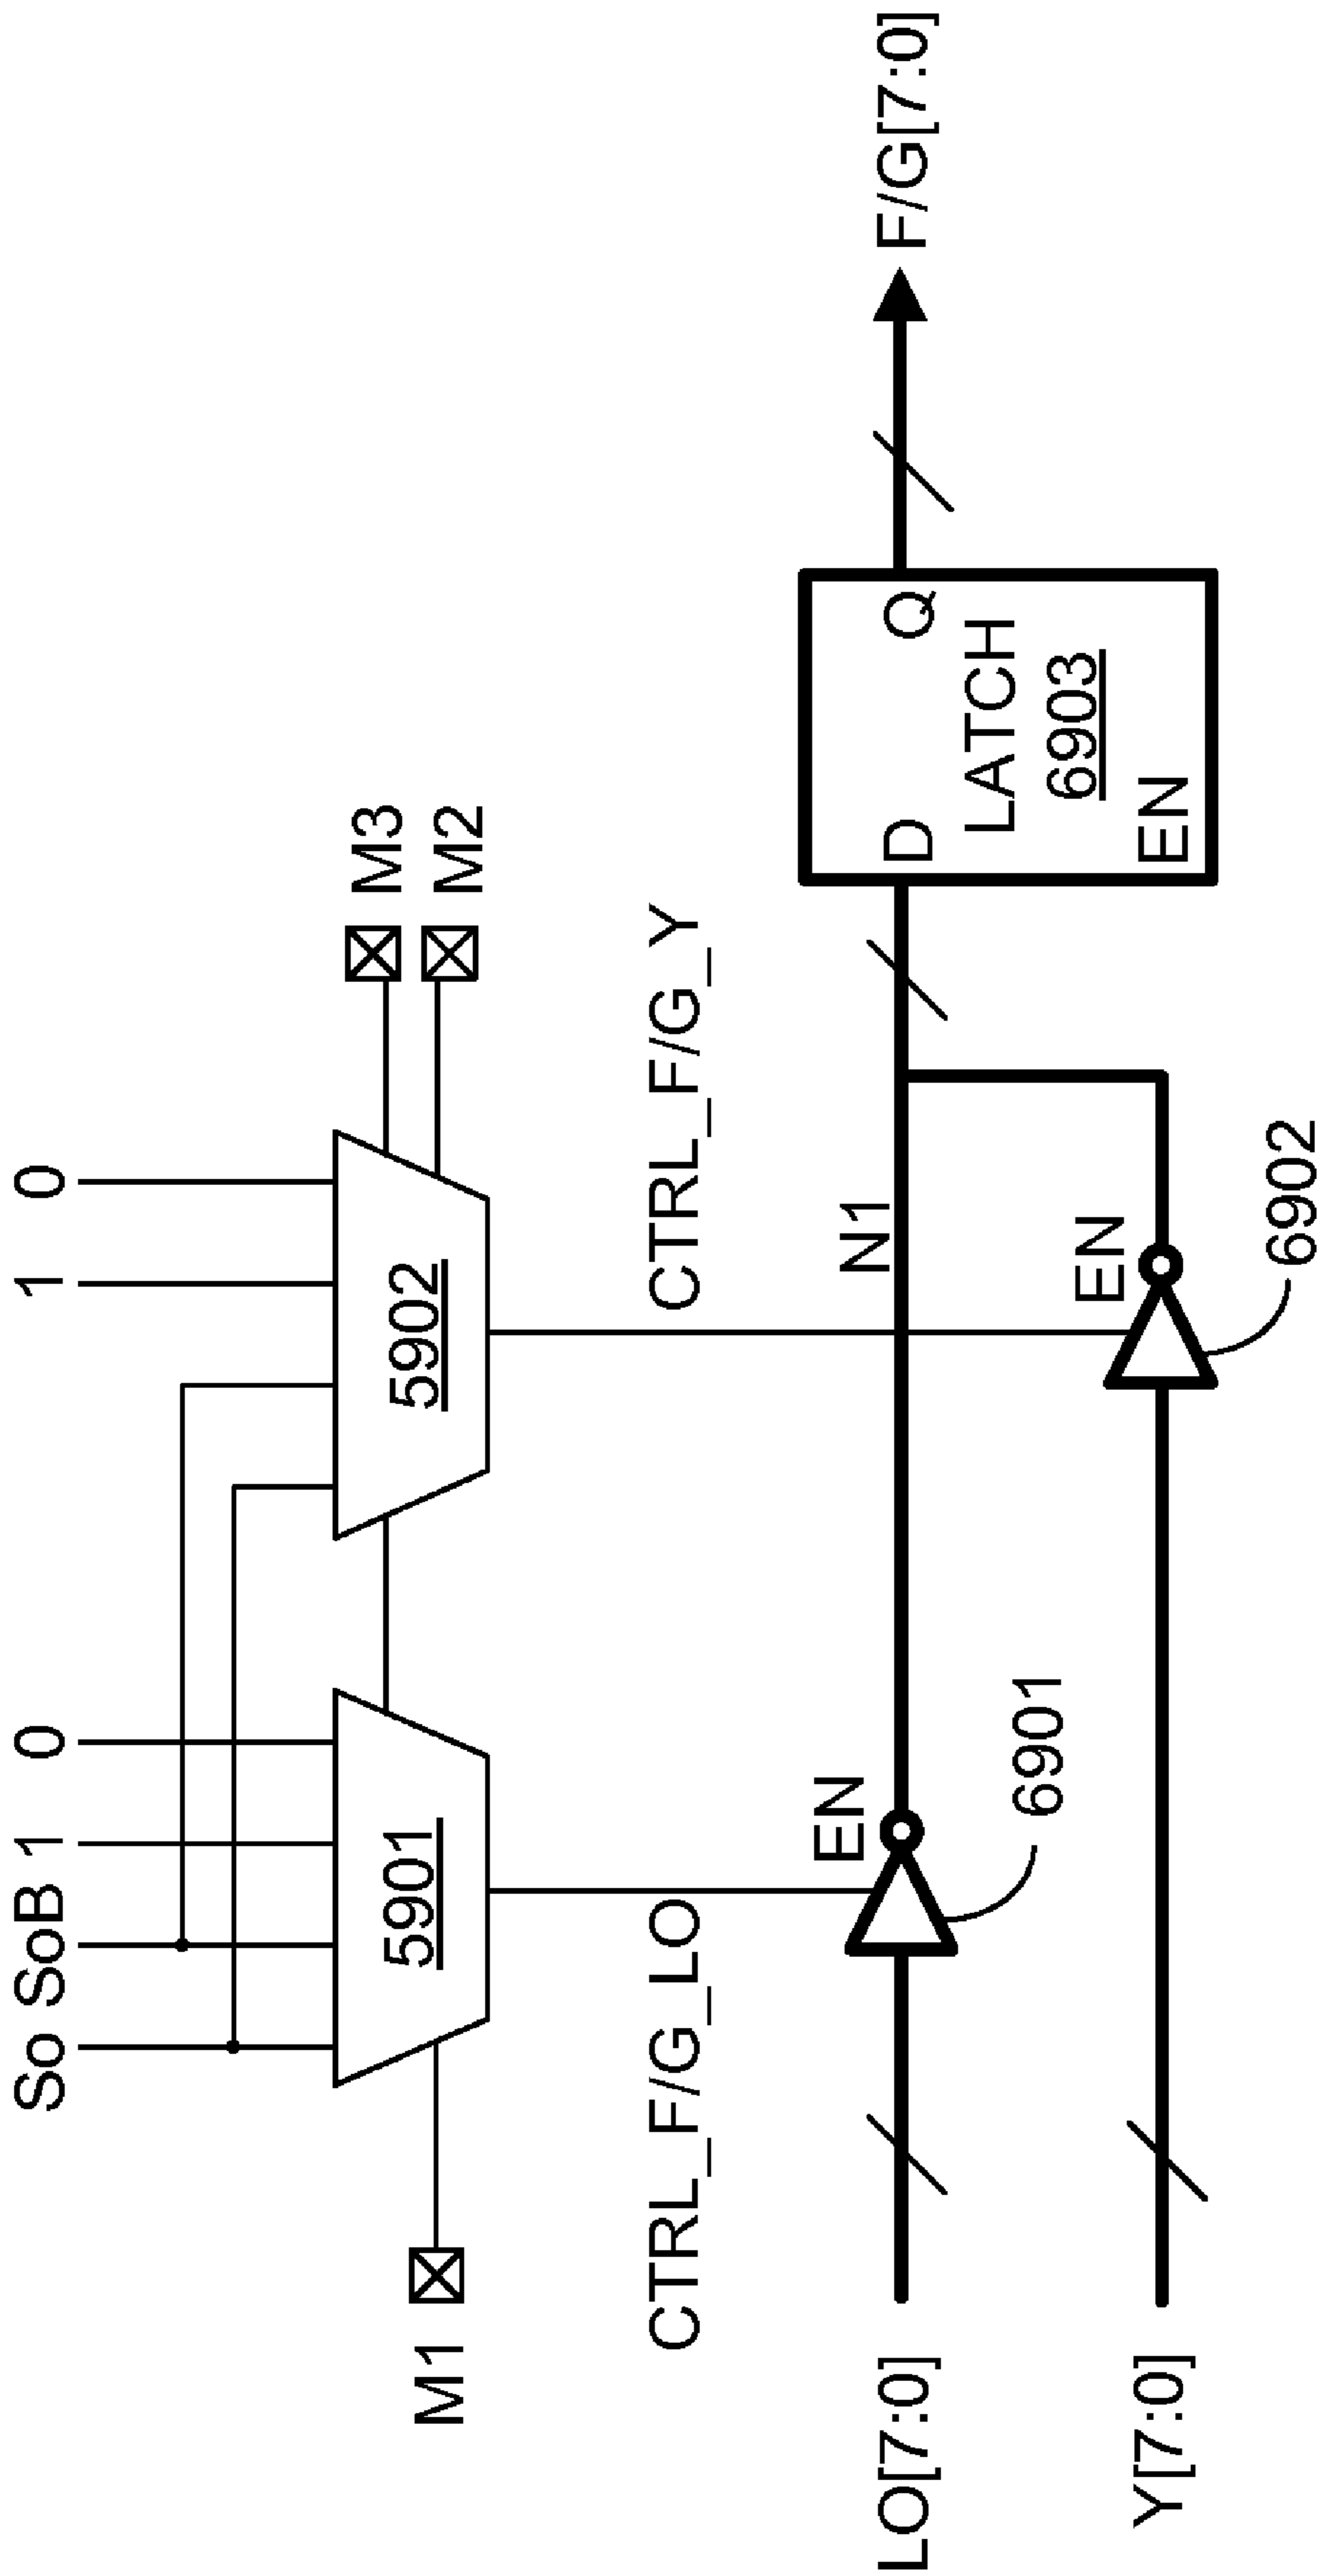 So SoB 1 0
1 0
M1
5901
5902
M3
M2
CTRL_F/G_LO
CTRL_F/G_Y
LO[7:0]
EN
N1
D
Q
F/G[7:0]
LATCH
6903
EN
6901
Y[7:0]
EN
6902